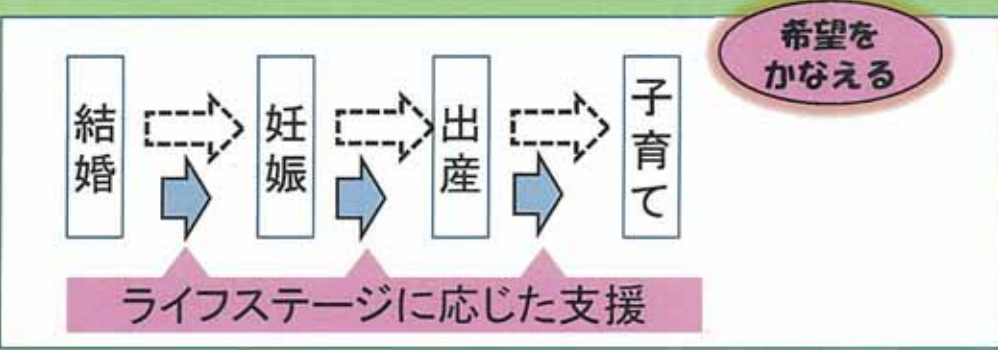 希望を
かなえる
結婚
妊娠
出産
子育て
ライフステージに応じた支援